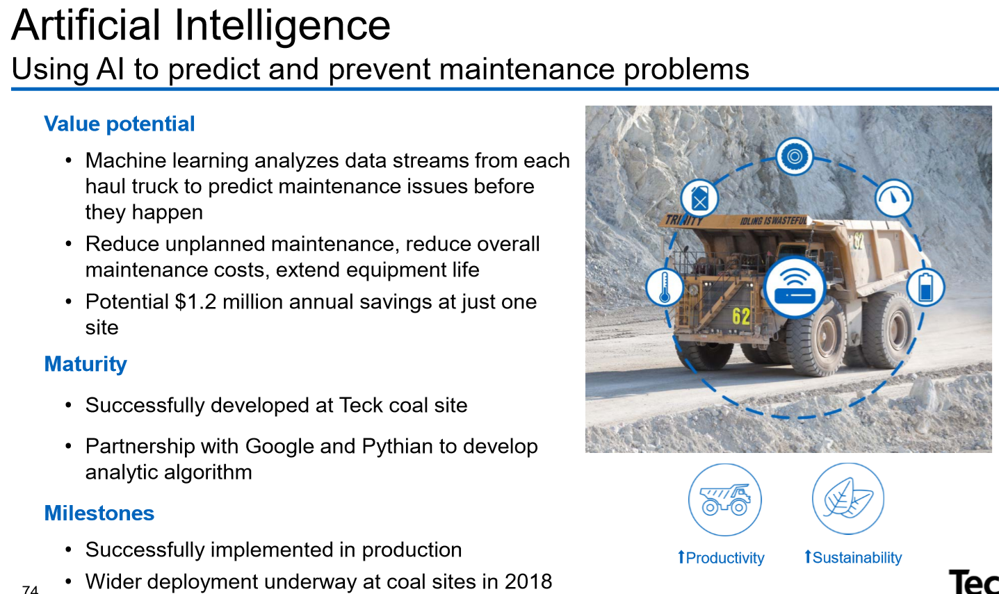 Artificial Intelligence
Using AI to predict and prevent maintenance problems
Value potential
• Machine learning analyzes data streams from each
haul truck to predict maintenance issues before
they happen
• Reduce unplanned maintenance, reduce overall
maintenance costs, extend equipment life
• Potential $1.2 million annual savings at just one
site
Maturity
• Successfully developed at Teck coal site
• Partnership with Google and Pythian to develop
analytic algorithm
Milestones
• Successfully implemented in production
• Wider deployment underway at coal sites in 2018
74
TRINITY IDLING IS WASTEFUL
62
62
↑Productivity
↑Sustainability
Tec